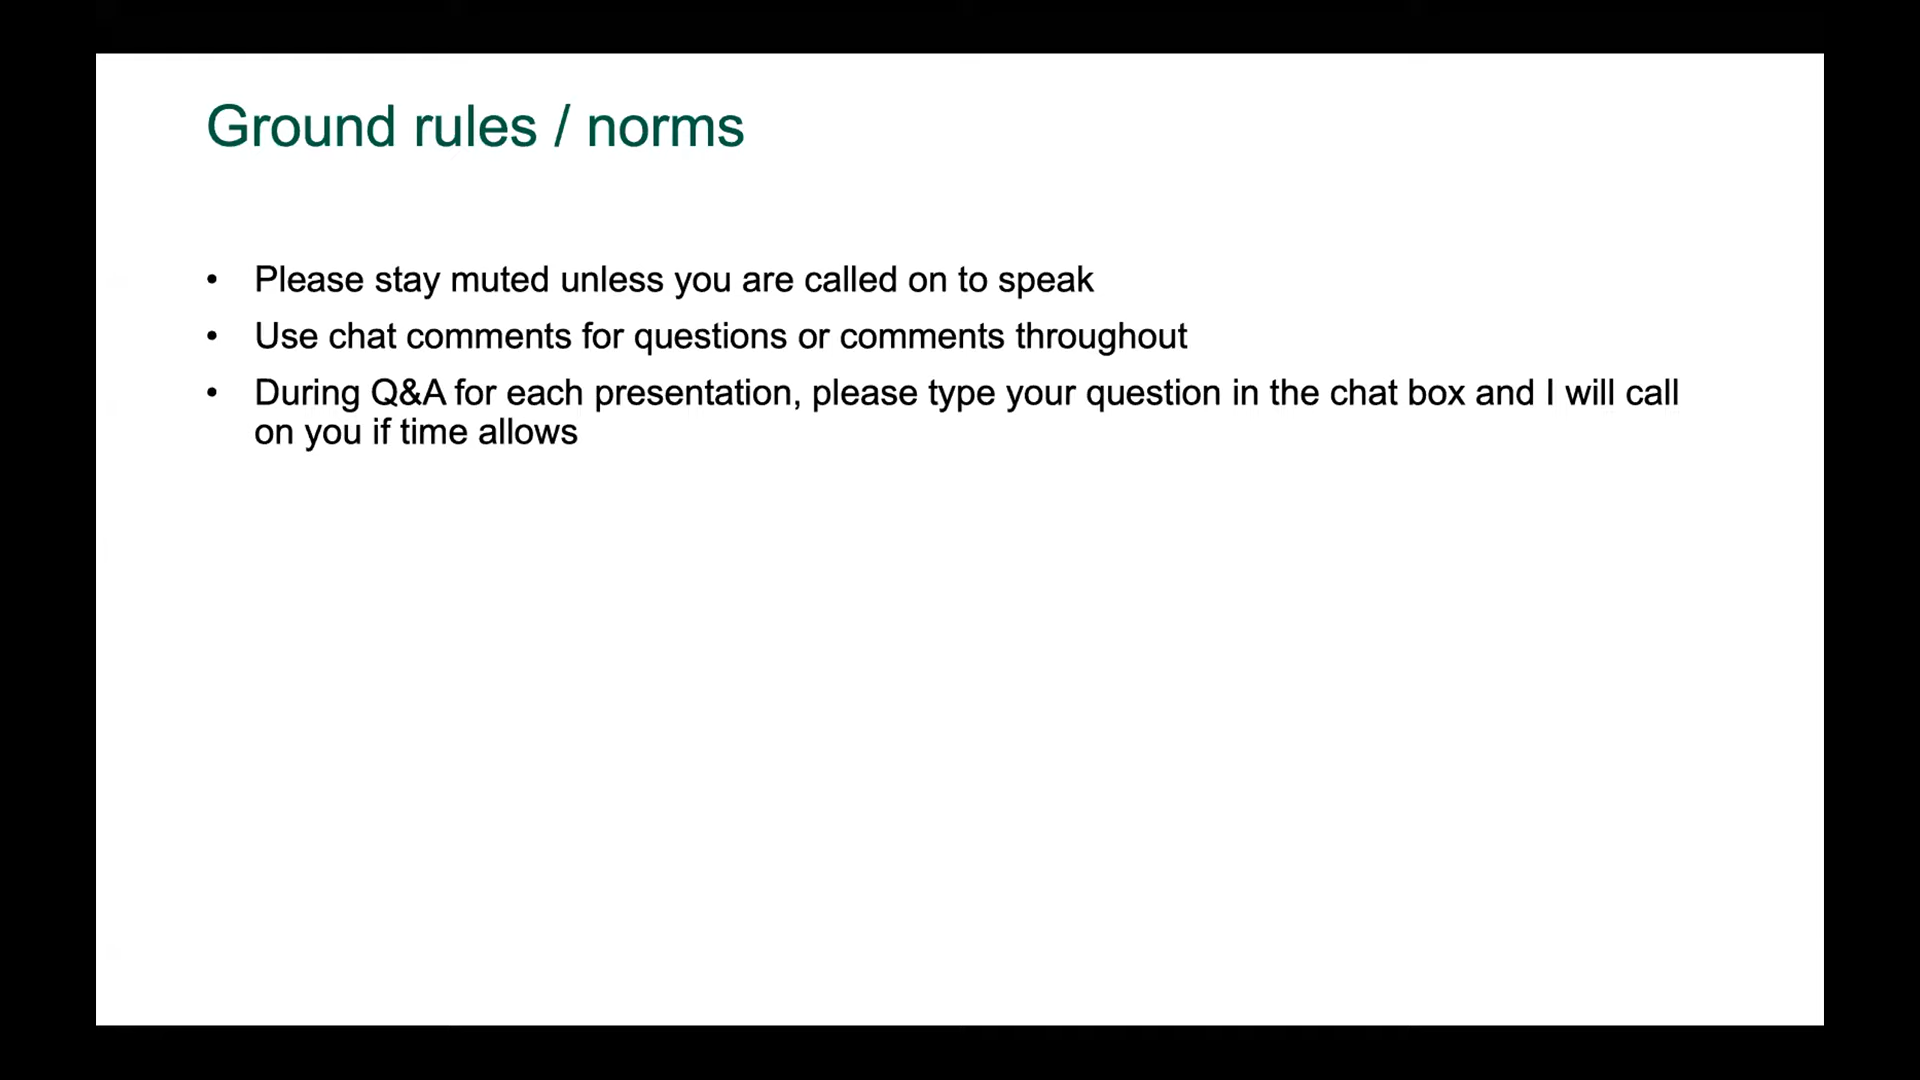 Ground rules / norms
• Please stay muted unless you are called on to speak
• Use chat comments for questions or comments throughout
• During Q&A for each presentation, please type your question in the chat box and I will call
on you if time allows